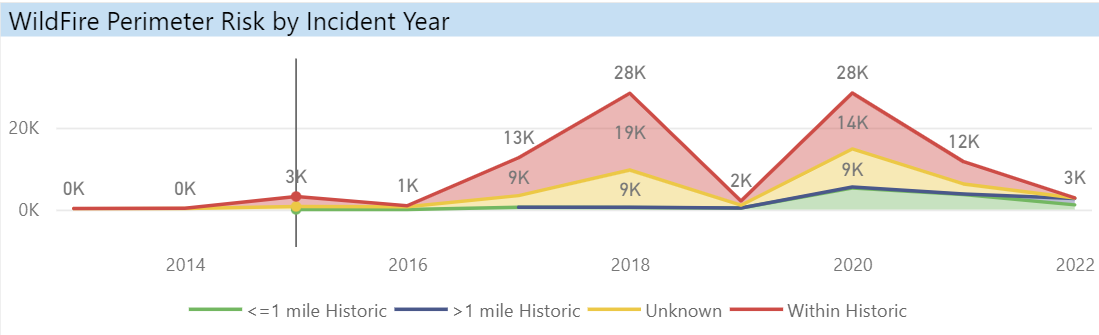 WildFire Perimeter Risk by Incident Year
28K
28K
20K
19K
14K
13K
12K
0K
0K
3K
1K
9K
9K
2K
9K
3K
0K
2014
2016
2018
2020
2022
<=1 mile Historic
>1 mile Historic
Unknown
Within Historic